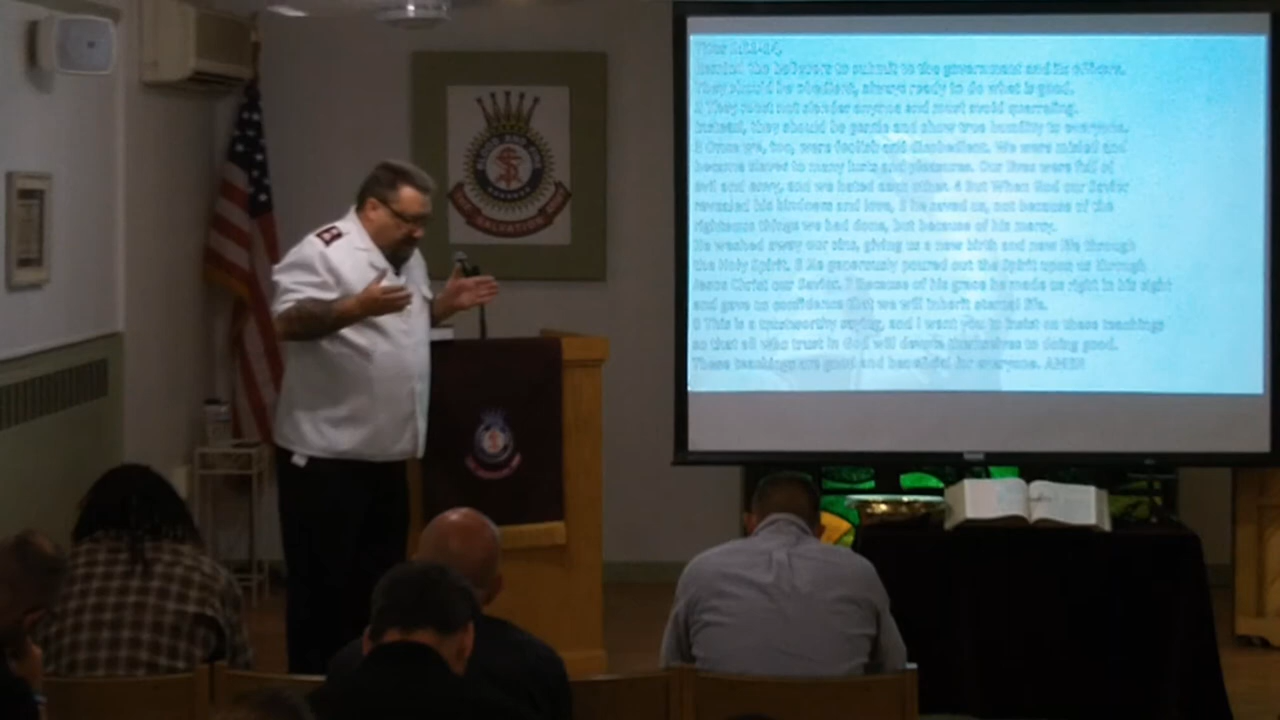 BLOOD AND FIRE
SALVATION
Remind the believers to submit to the government and its officers.
They should be obedient, always ready to do what is good.
They must not slander anyone and must avoid quarreling.
Instead, they should be gentle and show true humility to everyone.
3 Once we, too, were foolish and disobedient. We were misled and
became slaves to many lusts and pleasures. Our lives were full of
evil and envy, and we hated each other. 4 But When God our Savior
revealed his kindness and love, 5 he saved us, not because of the
righteous things we had done, but because of his mercy.
He washed away our sins, giving us a new birth and new life through
the Holy Spirit. 6 He generously poured out the Spirit upon us through
Jesus Christ our Savior. 7 Because of his grace he made us right in his sight
and gave us confidence that we will inherit eternal life.
8 This is a trustworthy saying, and I want you to insist on these teachings
so that all who trust in God will devote themselves to doing good.
These teachings are good and beneficial for everyone. AMEN